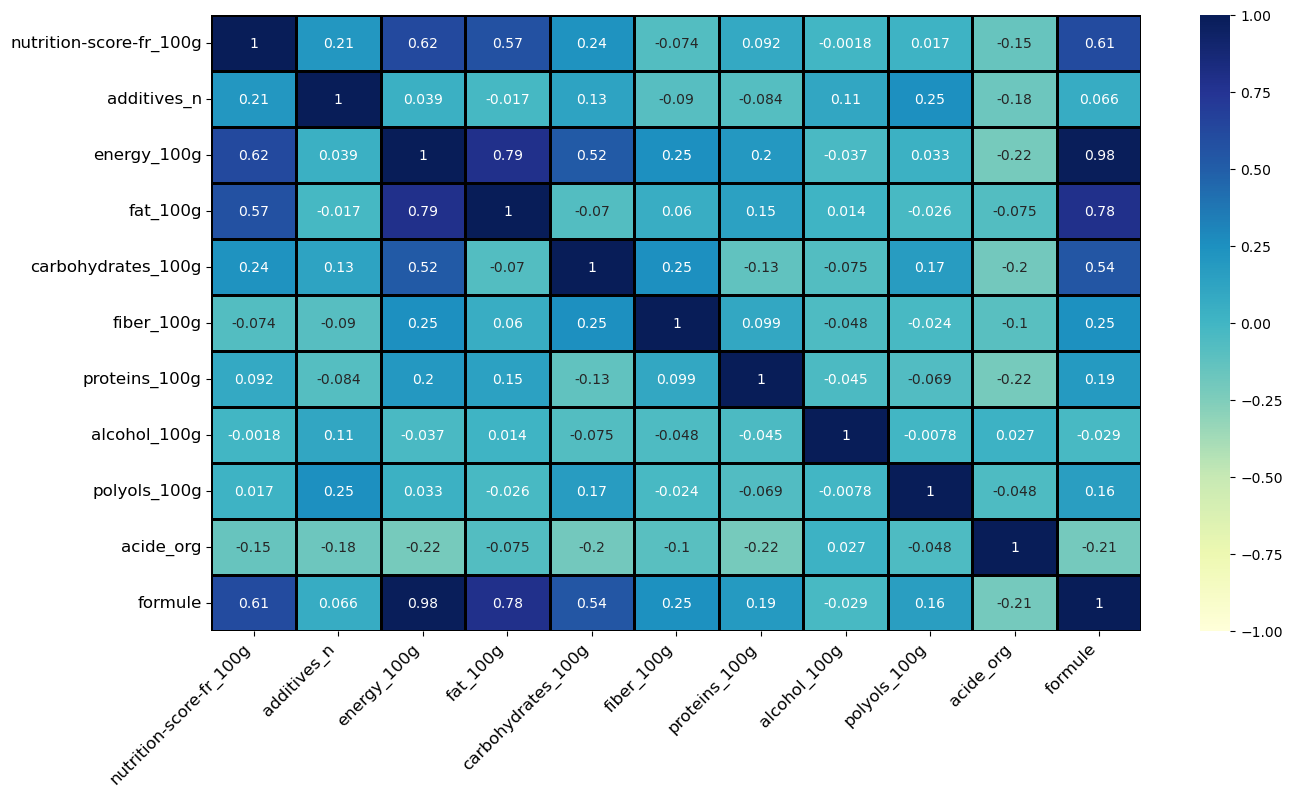 nutrition-score-fr_100g 1 0.21 0.62 0.57 0.24 -0.074 0.092 -0.0018 0.017 -0.15 0.61
additives_n 0.21 1 0.039 -0.017 0.13 -0.09 -0.084 0.11 0.25 -0.18 0.066
energy_100g 0.62 0.039 1 0.79 0.52 0.25 0.2 -0.037 0.033 -0.22 0.98
fat_100g 0.57 -0.017 0.79 1 -0.07 0.06 0.15 0.014 -0.026 -0.075 0.78
carbohydrates_100g 0.24 0.13 0.52 -0.07 1 0.25 -0.13 -0.075 0.17 -0.2 0.54
fiber_100g -0.074 -0.09 0.25 0.06 0.25 1 0.099 -0.048 -0.024 -0.1 0.25
proteins_100g 0.092 -0.084 0.2 0.15 -0.13 0.099 1 -0.045 -0.069 -0.22 0.19
alcohol_100g -0.0018 0.11 -0.037 0.014 -0.075 -0.048 -0.045 1 -0.0078 0.027 -0.029
polyols_100g 0.017 0.25 0.033 -0.026 0.17 -0.024 -0.069 -0.0078 1 -0.048 0.16
acide_org -0.15 -0.18 -0.22 -0.075 -0.2 -0.1 -0.22 0.027 -0.048 1 -0.21
formule 0.61 0.066 0.98 0.78 0.54 0.25 0.19 -0.029 0.16 -0.21 1
nutrition-score-fr_100g
additives_n
energy_100g
fat_100g
carbohydrates_100g
fiber_100g
proteins_100g
alcohol_100g
polyols_100g
acide_org
formule
1.00
0.75
0.50
0.25
0.00
−0.25
−0.50
−0.75
−1.00